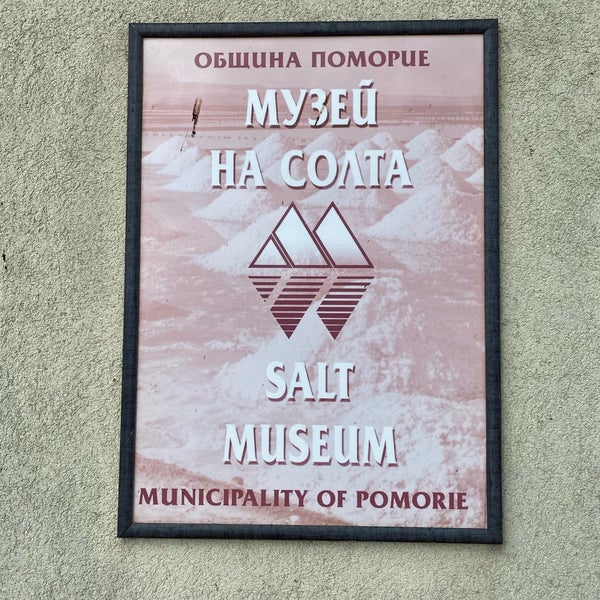 ОБЩИНА ПОМОРИЕ
МУЗЕЙ
НА СОЛТА
SALT
MUSEUM
MUNICIPALITY OF POMORIE